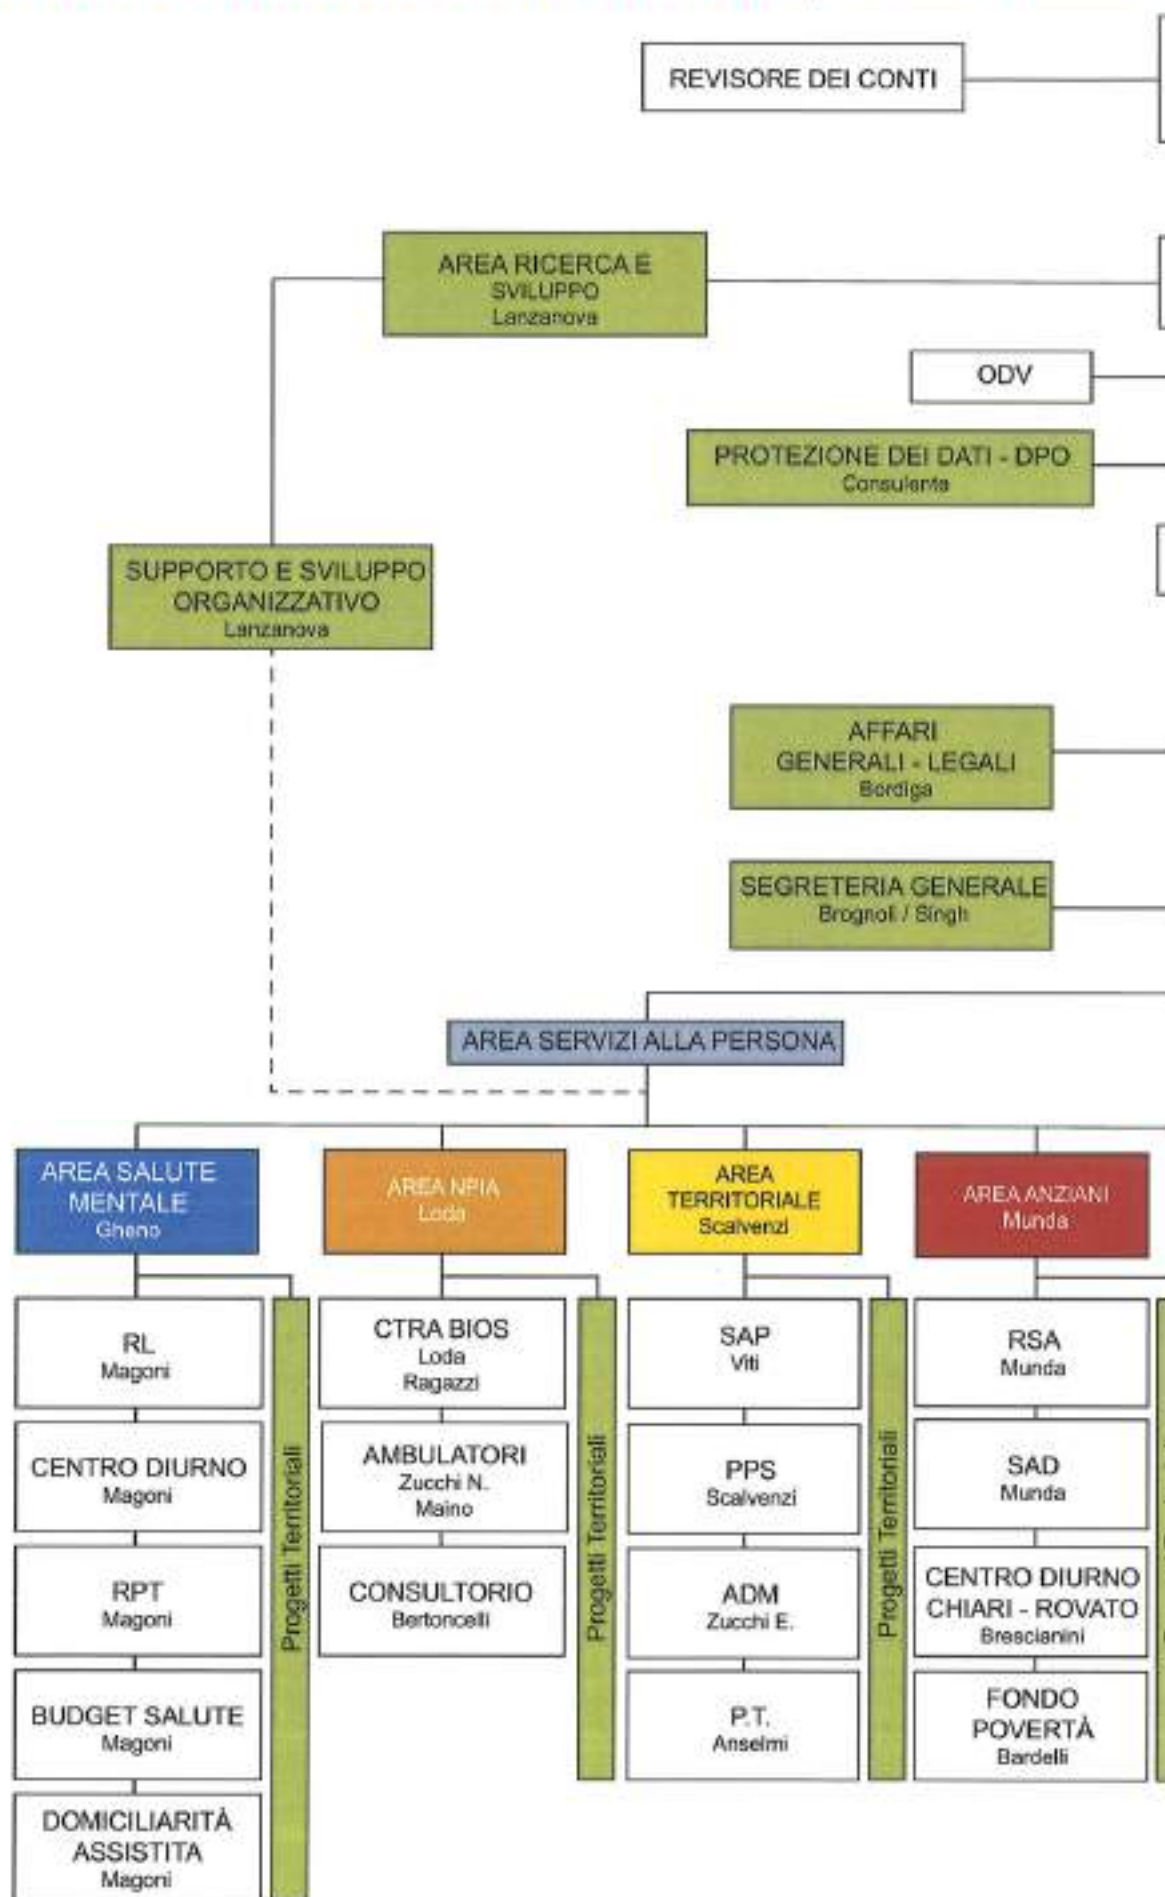 REVISORE DEI CONTI
AREA RICERCA E
SVILUPPO
Lanzanova
ODV
PROTEZIONE DEI DATI - DPO
Consulente
SUPPORTO E SVILUPPO
ORGANIZZATIVO
Lanzanova
AFFARI
GENERALI - LEGALI
Bordiga
SEGRETERIA GENERALE
Brognoli / Singh
AREA SERVIZI ALLA PERSONA
AREA SALUTE
MENTALE
Gheno
AREA NPIA
Loda
AREA
TERRITORIALE
Scalvenzi
AREA ANZIANI
Munda
RL
Magoni
CENTRO DIURNO
Magoni
RPT
Magoni
BUDGET SALUTE
Magoni
DOMICILIARITÀ
ASSISTITA
Magoni
Progetti Territoriali
CTRA BIOS
Loda
Ragazzi
AMBULATORI
Zucchi N.
Maino
CONSULTORIO
Bertoncelli
Progetti Territoriali
SAP
Viti
PPS
Scalvenzi
ADM
Zucchi E.
P.T.
Anselmi
Progetti Territoriali
RSA
Munda
SAD
Munda
CENTRO DIURNO
CHIARI - ROVATO
Brescianini
FONDO
POVERTÀ
Bardelli